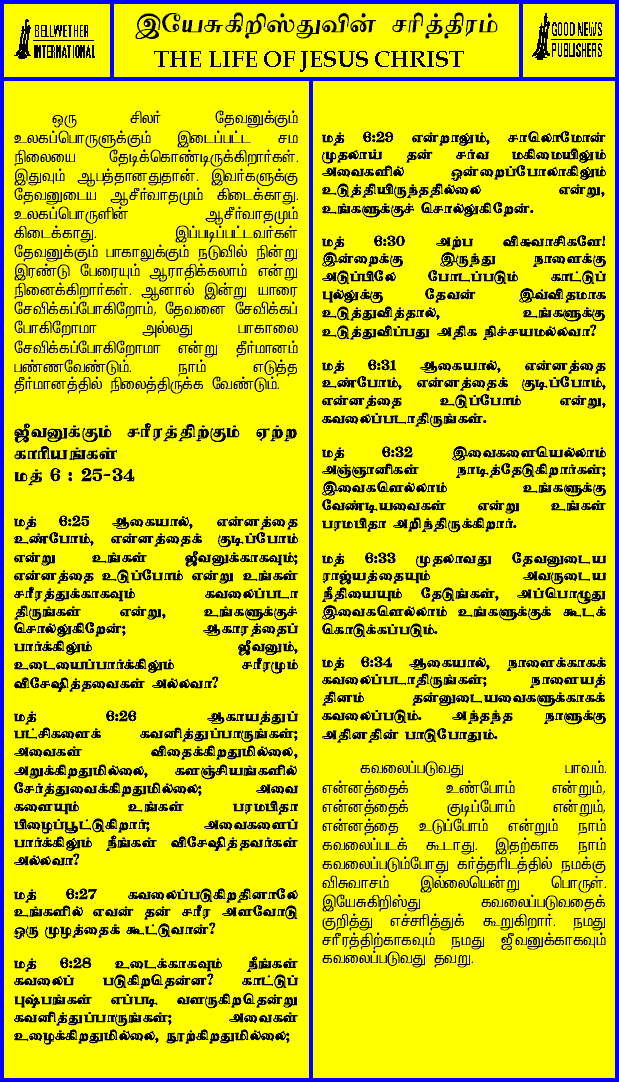 BELLWETHER
INTERNATIONAL
இயேசுகிறிஸ்துவின் சரித்திரம்
THE LIFE OF JESUS CHRIST
GOOD NEWS
PUBLISHERS
ஒரு சிலர் தேவனுக்கும்
உலகப்பொருளுக்கும் இடைப்பட்ட சம
நிலையை தேடிக்கொண்டிருக்கிறார்கள்.
இதுவும் ஆபத்தானதுதான். இவர்களுக்கு
தேவனுடைய ஆசீர்வாதமும் கிடைக்காது.
உலகப்பொருளின் ஆசீர்வாதமும்
கிடைக்காது. இப்படிப்பட்டவர்கள்
தேவனுக்கும் பாகாலுக்கும் நடுவில் நின்று
இரண்டு பேரையும் ஆராதிக்கலாம் என்று
நினைக்கிறார்கள். ஆனால் இன்று யாரை
சேவிக்கப்போகிறோம், தேவனை சேவிக்கப்
போகிறோமா அல்லது பாகாலை
சேவிக்கப்போகிறோமா என்று தீர்மானம்
பண்ணவேண்டும். நாம் எடுத்த
தீர்மானத்தில் நிலைத்திருக்க வேண்டும்.
ஜீவனுக்கும் சரீரத்திற்கும் ஏற்ற
காரியங்கள்
மத் 6 : 25-34
மத் 6:25 ஆகையால், என்னத்தை
உண்போம், என்னத்தைக் குடிப்போம்
என்று உங்கள் ஜீவனுக்காகவும்;
என்னத்தை உடுப்போம் என்று உங்கள்
சரீரத்துக்காகவும் கவலைப்படா
திருங்கள் என்று, உங்களுக்குச்
சொல்லுகிறேன்; ஆகாரத்தைப்
பார்க்கிலும் ஜீவனும்,
உடையைப்பார்க்கிலும் சரீரமும்
விசேஷித்தவைகள் அல்லவா?
மத் 6:26 ஆகாயத்துப்
பட்சிகளைக் கவனித்துப்பாருங்கள்;
அவைகள் விதைக்கிறதுமில்லை,
அறுக்கிறதுமில்லை, களஞ்சியங்களில்
சேர்த்துவைக்கிறதுமில்லை; அவை
களையும் உங்கள் பரமபிதா
பிழைப்பூட்டுகிறார்; அவைகளைப்
பார்க்கிலும் நீங்கள் விசேஷித்தவர்கள்
அல்லவா?
மத் 6:27 கவலைப்படுகிறதினாலே
உங்களில் எவன் தன் சரீர அளவோடு
ஒரு முழத்தைக் கூட்டுவான்?
மத் 6:28 உடைக்காகவும் நீங்கள்
கவலைப் படுகிறதென்ன? காட்டுப்
புஷ்பங்கள் எப்படி வளருகிறதென்று
கவனித்துப்பாருங்கள்; அவைகள்
உழைக்கிறதுமில்லை, நூற்கிறதுமில்லை;
மத் 6:29 என்றாலும், சாலொமோன்
முதலாய் தன் சர்வ மகிமையிலும்
அவைகளில் ஒன்றைப்போலாகிலும்
உடுத்தியிருந்ததில்லை என்று,
உங்களுக்குச் சொல்லுகிறேன்.
மத் 6:30 அற்ப விசுவாசிகளே!
இன்றைக்கு இருந்து நாளைக்கு
அடுப்பிலே போடப்படும் காட்டுப்
புல்லுக்கு தேவன் இவ்விதமாக
உடுத்துவித்தால், உங்களுக்கு
உடுத்துவிப்பது அதிக நிச்சயமல்லவா?
மத் 6:31 ஆகையால், என்னத்தை
உண்போம், என்னத்தைக் குடிப்போம்,
என்னத்தை உடுப்போம் என்று,
கவலைப்படாதிருங்கள்.
மத் 6:32 இவைகளையெல்லாம்
அஞ்ஞானிகள் நாடித்தேடுகிறார்கள்;
இவைகளெல்லாம் உங்களுக்கு
வேண்டியவைகள் என்று உங்கள்
பரமபிதா அறிந்திருக்கிறார்.
மத் 6:33 முதலாவது தேவனுடைய
ராஜ்யத்தையும் அவருடைய
நீதியையும் தேடுங்கள், அப்பொழுது
இவைகளெல்லாம் உங்களுக்குக் கூடக்
கொடுக்கப்படும்.
மத் 6:34 ஆகையால், நாளைக்காகக்
கவலைப்படாதிருங்கள்; நாளையத்
தினம் தன்னுடையவைகளுக்காகக்
கவலைப்படும். அந்தந்த நாளுக்கு
அதினதின் பாடுபோதும்.
கவலைப்படுவது பாவம்.
என்னத்தைக் உண்போம் என்றும்,
என்னத்தைக் குடிப்போம் என்றும்,
என்னத்தை உடுப்போம் என்றும் நாம்
கவலைப்படக் கூடாது. இதற்காக நாம்
கவலைப்படும்போது கர்த்தரிடத்தில் நமக்கு
விசுவாசம் இல்லையென்று பொருள்.
இயேசுகிறிஸ்து கவலைப்படுவதைக்
குறித்து எச்சரித்துக் கூறுகிறார். நமது
சரீரத்திற்காகவும் நமது ஜீவனுக்காகவும்
கவலைப்படுவது தவறு.